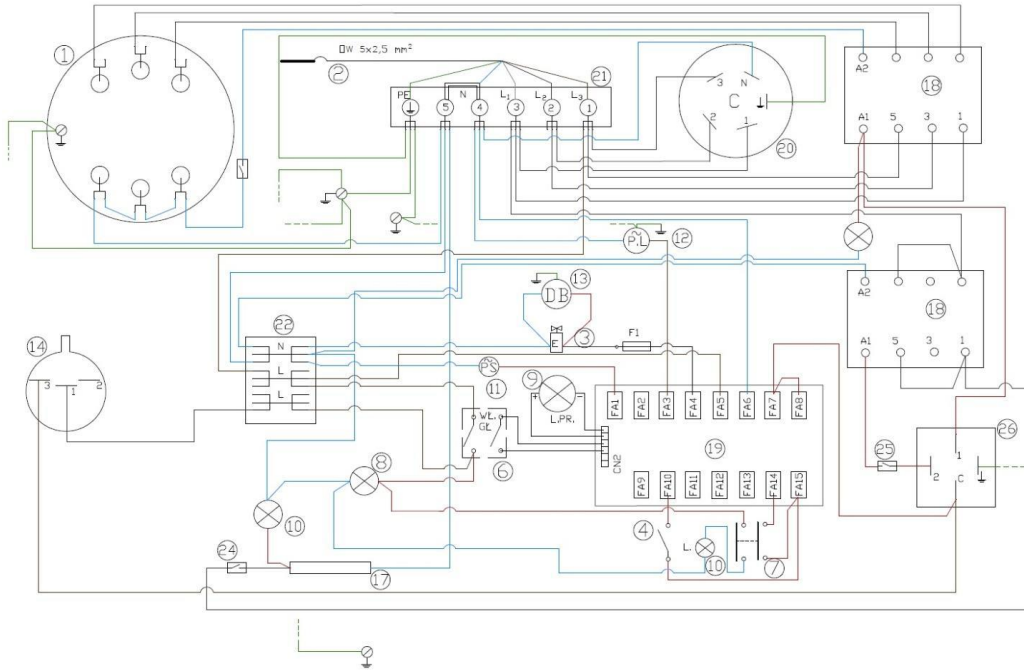 1
OW 5x2,5 mm²
2
PE N L1 L2 L3
21
5 4 3 2 1
3 N
C
2 1
20
A2
18
A1 5 3 1
P.L
12
13
DB
E
3
F1
A2
18
A1 5 3 1
14
3 1 2
22
N
L
L
PS
11
9
+ −
L.PR.
WŁ.
GŁ
6
CN2
FA1 FA2 FA3 FA4 FA5 FA6 FA7 FA8
19
FA9 FA10 FA11 FA12 FA13 FA14 FA15
25
26
1
2
C
8
10
4
L.
10
7
24
17